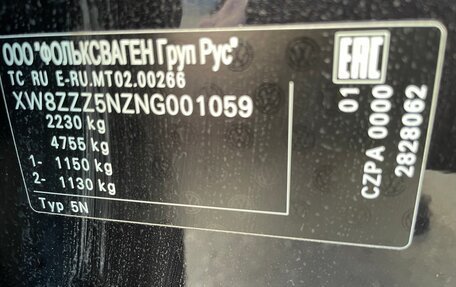 ООО "ФОЛЬКСВАГЕН Груп Рус"
TC RU E-RU.MT02.00266
XW8ZZZ5NZNG001059
2230 kg
4755 kg
1- 1150 kg
2- 1130 kg
Typ 5N
EAC
01
CZPA 0000
2828062